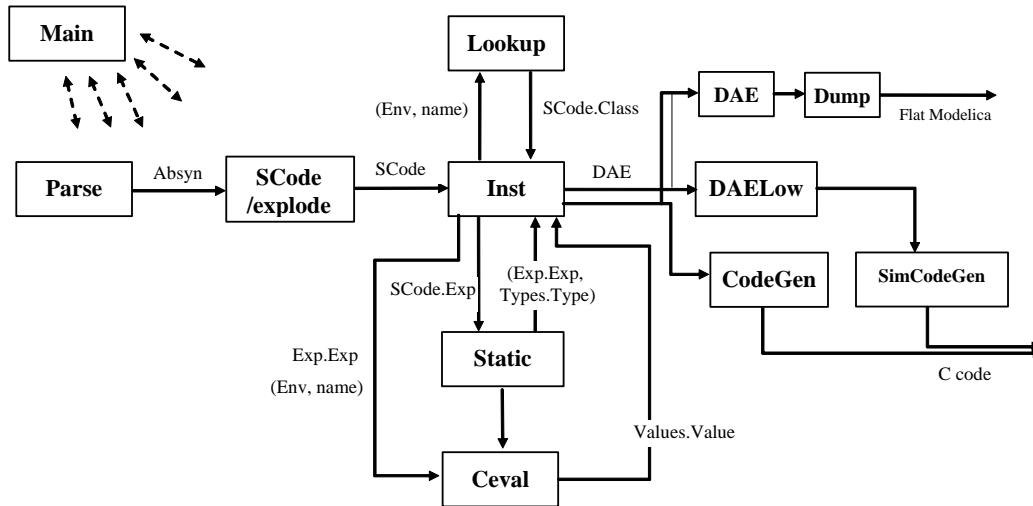 Main
Lookup
(Env, name)
SCode.Class
DAE
Dump
Flat Modelica
Parse
Absyn
SCode
/explode
SCode
Inst
DAE
DAELow
SCode.Exp
(Exp.Exp,
Types.Type)
CodeGen
SimCodeGen
Exp.Exp
(Env, name)
Static
C code
Values.Value
Ceval